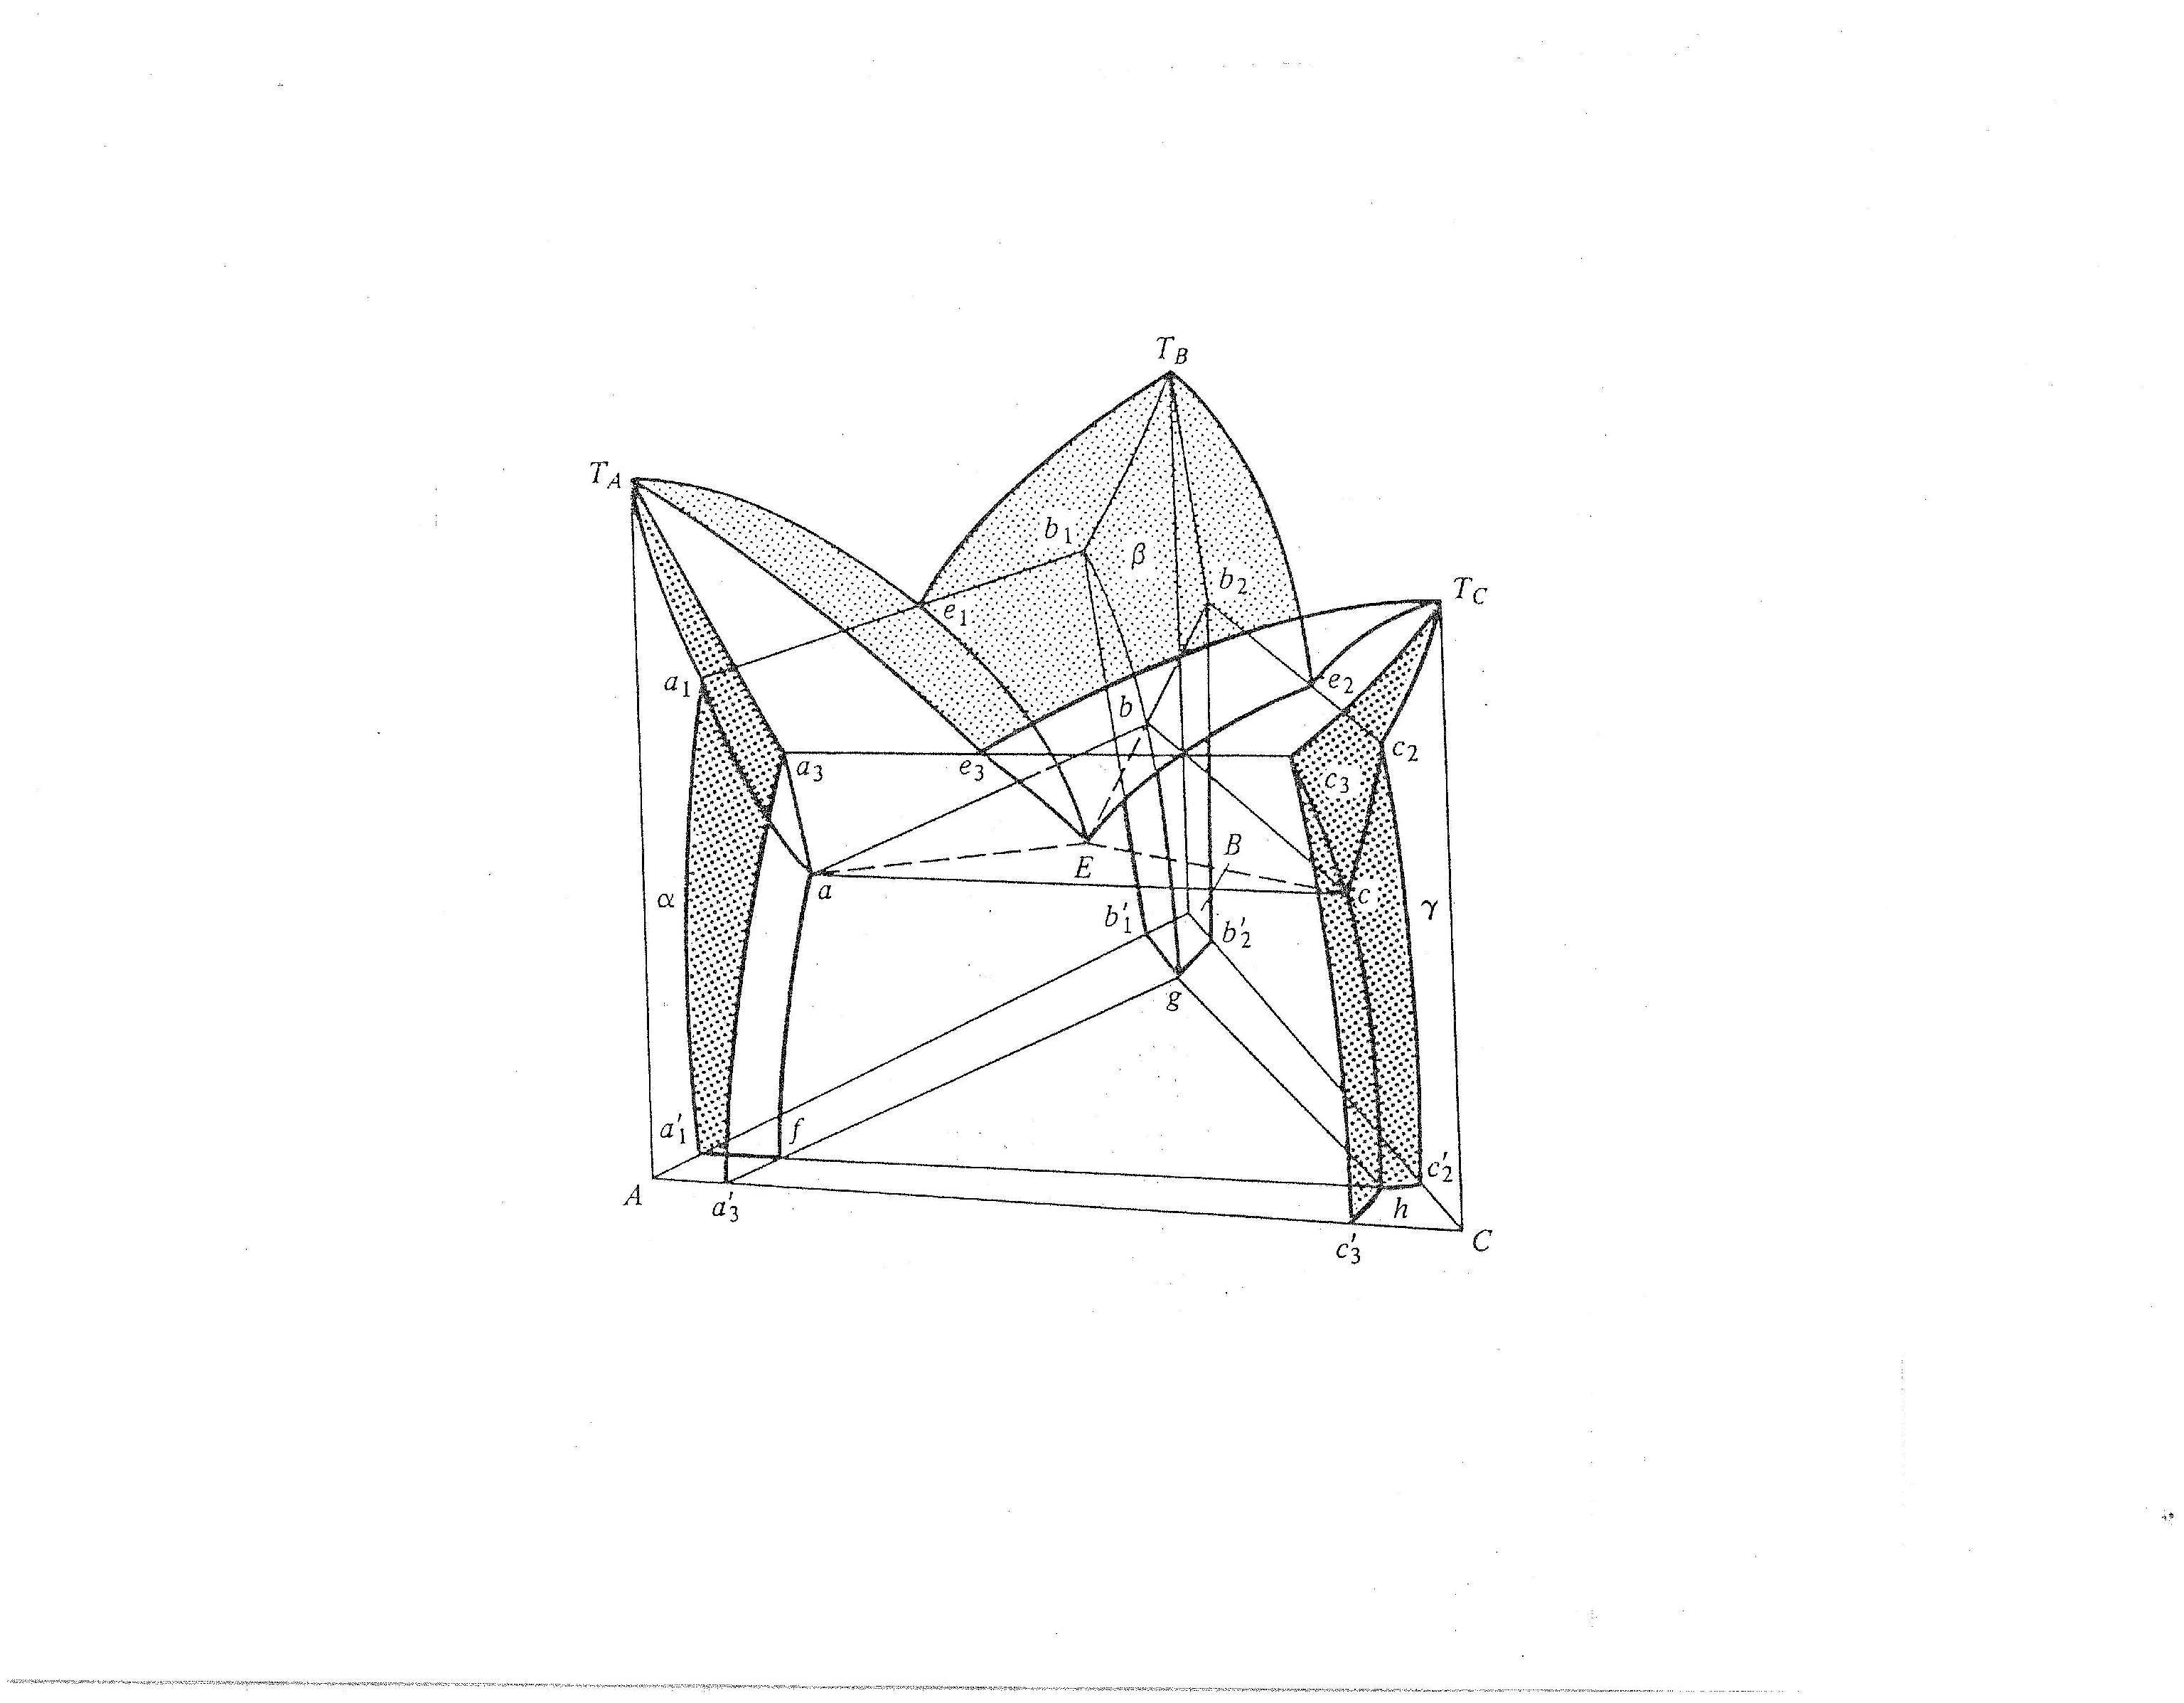 T_B
T_A
b_1
β
b_2
T_C
e_1
a_1
e_2
b
c_2
a_3
e_3
c_3
B
E
a
c
α
γ
b'_1
b'_2
g
a'_1
f
c'_2
A
a'_3
h
c'_3
C